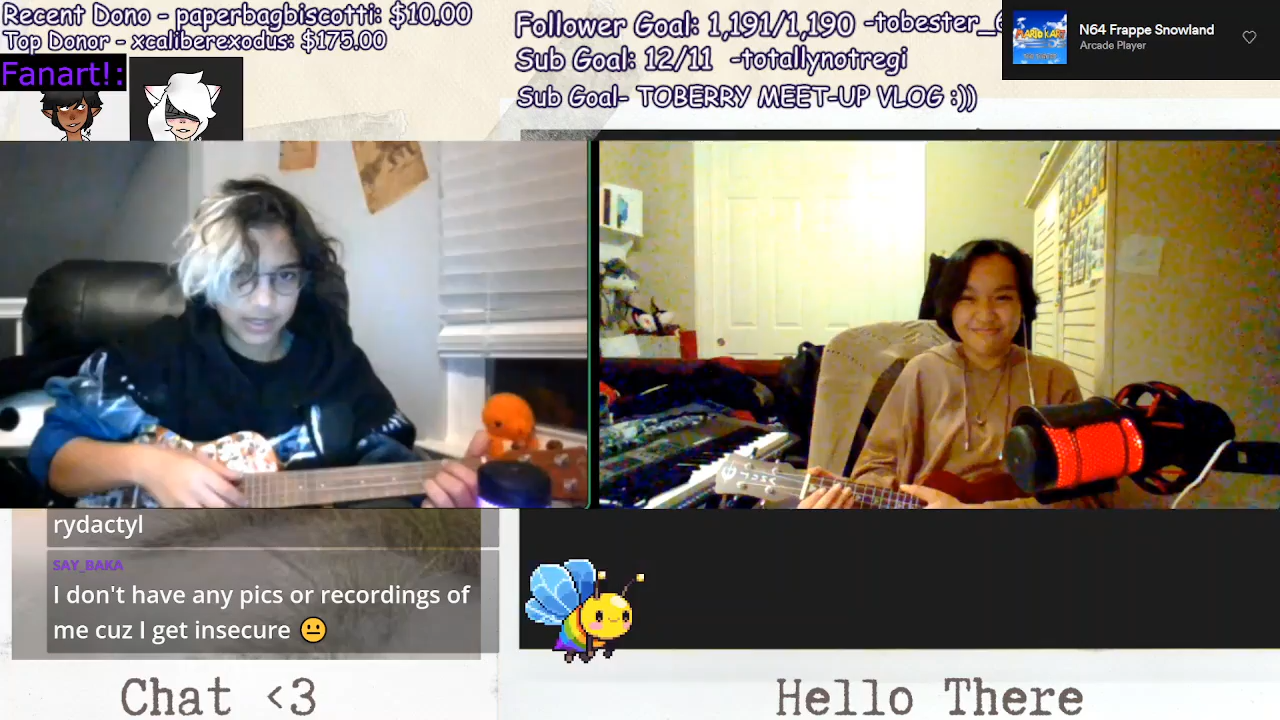 Recent Dono - paperbagbiscotti: $10.00
Top Donor - xcaliberexodus: $175.00
Fanart!:
Follower Goal: 1,191/1,190 -tobester_6
Sub Goal: 12/11 -totallynotregi
Sub Goal- TOBERRY MEET-UP VLOG :))
N64 Frappe Snowland
Arcade Player
rydactyl
SAY_BAKA
I don't have any pics or recordings of
me cuz I get insecure 😐
Chat <3
Hello There